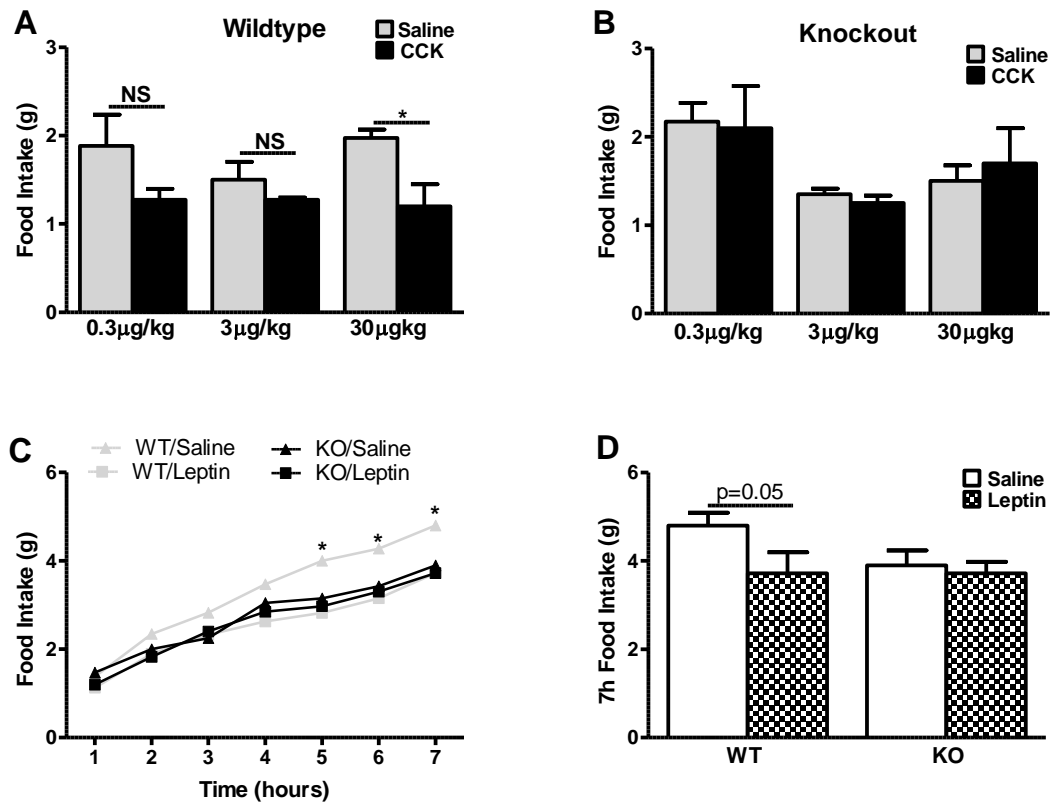 A
Wildtype
Saline
CCK
3
2
1
0
Food Intake (g)
NS
NS
*
0.3μg/kg
3μg/kg
30μgkg
B
Knockout
Saline
CCK
3
2
1
0
Food Intake (g)
0.3μg/kg
3μg/kg
30μgkg
C
WT/Saline
KO/Saline
WT/Leptin
KO/Leptin
6
4
2
0
Food Intake (g)
*
*
*
1 2 3 4 5 6 7
Time (hours)
D
Saline
Leptin
6
4
2
0
7h Food Intake (g)
p=0.05
WT
KO